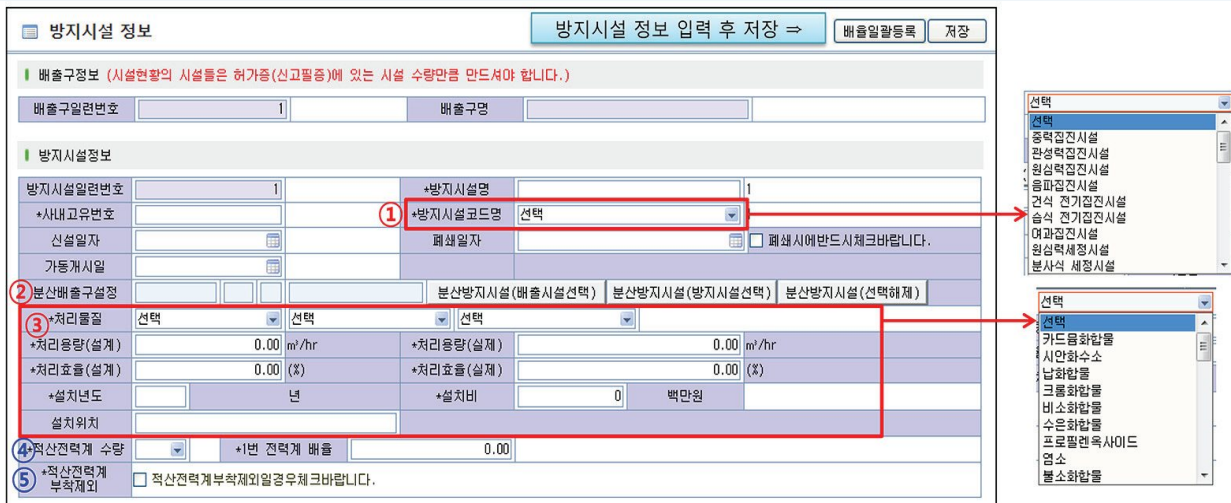 방지시설 정보
방지시설 정보 입력 후 저장 ⇒
배율일괄등록
저장
배출구정보 (시설현황의 시설들은 허가증(신고필증)에 있는 시설 수량만큼 만드셔야 합니다.)
배출구일련번호 1 배출구명
방지시설정보
방지시설일련번호 1 *방지시설명 1
*사내고유번호 ① *방지시설코드명 선택
신설일자 폐쇄일자 폐쇄시에반드시체크바랍니다.
가동개시일
② 분산배출구설정 분산방지시설(배출시설선택) 분산방지시설(방지시설선택) 분산방지시설(선택해제)
③ *처리물질 선택 선택 선택
*처리용량(설계) 0.00 m³/hr *처리용량(실제) 0.00 m³/hr
*처리효율(설계) 0.00 (%) *처리효율(실제) 0.00 (%)
*설치년도 년 *설치비 0 백만원
설치위치
④ *적산전력계 수량 *1번 전력계 배율 0.00
⑤ *적산전력계
부착제외
적산전력계부착제외일경우체크바랍니다.
선택
선택
중력집진시설
관성력집진시설
원심력집진시설
음파집진시설
건식 전기집진시설
습식 전기집진시설
여과집진시설
원심력세정시설
분사식 세정시설
선택
선택
카드뮴화합물
시안화수소
납화합물
크롬화합물
비소화합물
수은화합물
프로필렌옥사이드
염소
불소화합물